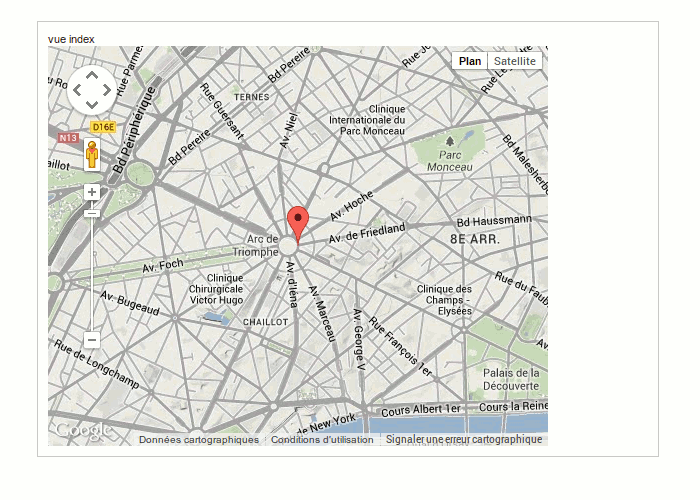 vue index
Plan
Satellite
Rue Parme
Bd Pereire
TERNES
D16E
N13
Bd Périphérique
Rue Guersant
Av. Niel
Bd Pereire
Clinique
Internationale du
Parc Monceau
Parc
Monceau
Bd Malesherbe
aillot
Av. Hoche
Av. de Friedland
Bd Haussmann
8E ARR.
Arc de
Triomphe
Av. Foch
Clinique
Chirurgicale
Victor Hugo
Av. d'Iéna
Av. Marceau
Av. George V
Clinique des
Champs -
Elysées
Rue du Faub
Av. Bugeaud
CHAILLOT
Rue François 1er
Rue de Longchamp
Av
Palais de la
Découverte
de New York
Cours Albert 1er
Cours la Reine
Google
Données cartographiques
Conditions d'utilisation
Signaler une erreur cartographique